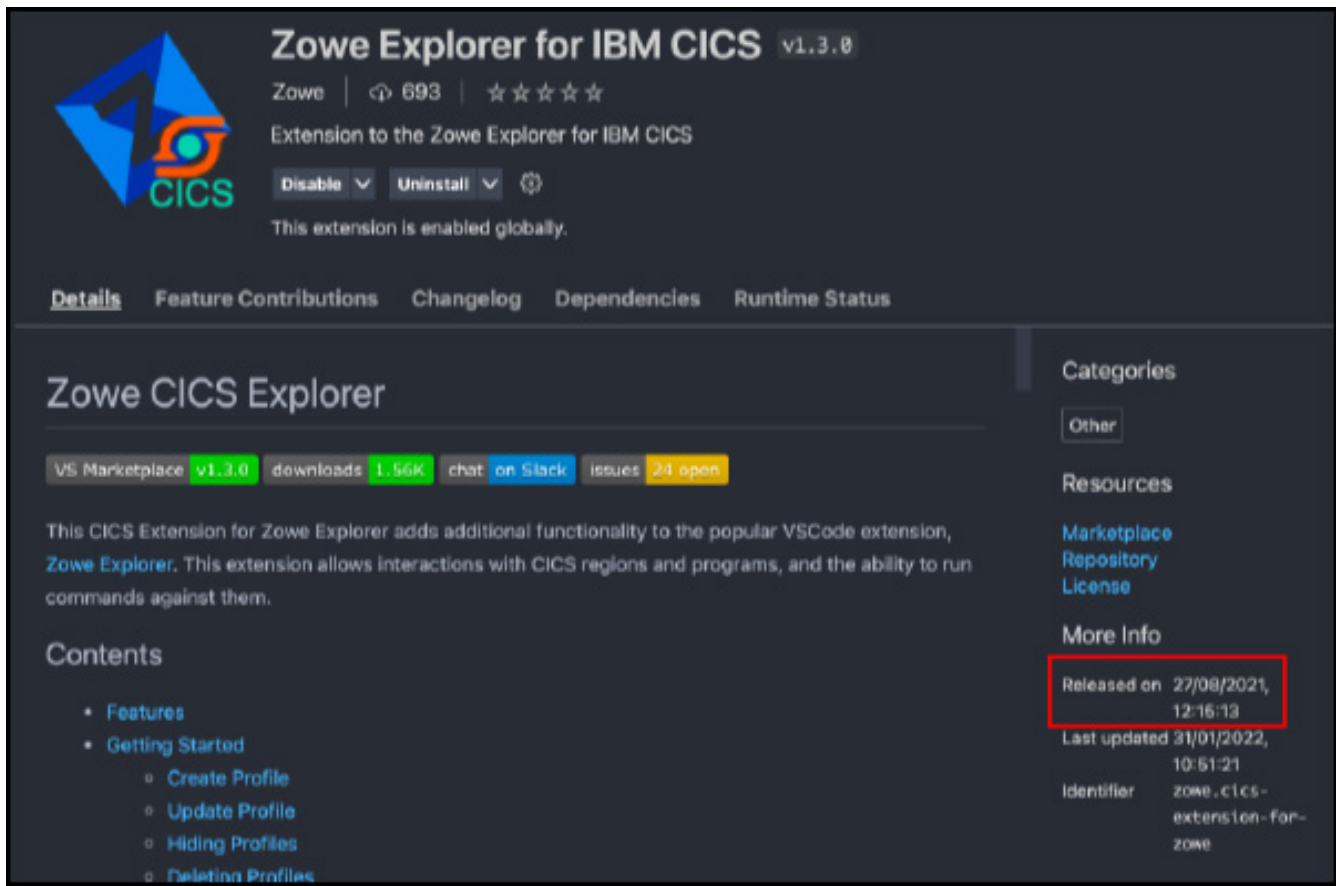 Zowe Explorer for IBM CICS v1.3.0
Zowe 693
Extension to the Zowe Explorer for IBM CICS
Disable Uninstall
This extension is enabled globally.
CICS
Details Feature Contributions Changelog Dependencies Runtime Status
Zowe CICS Explorer
VS Marketplace v1.3.0 downloads 1.56K chat on Slack issues 24 open
This CICS Extension for Zowe Explorer adds additional functionality to the popular VSCode extension,
Zowe Explorer. This extension allows interactions with CICS regions and programs, and the ability to run
commands against them.
Contents
• Features
• Getting Started
◦ Create Profile
◦ Update Profile
◦ Hiding Profiles
◦ Deleting Profiles
Categories
Other
Resources
Marketplace
Repository
License
More Info
Released on 27/08/2021,
12:16:13
Last updated 31/01/2022,
10:51:21
Identifier zowe.cics-
extension-for-
zowe